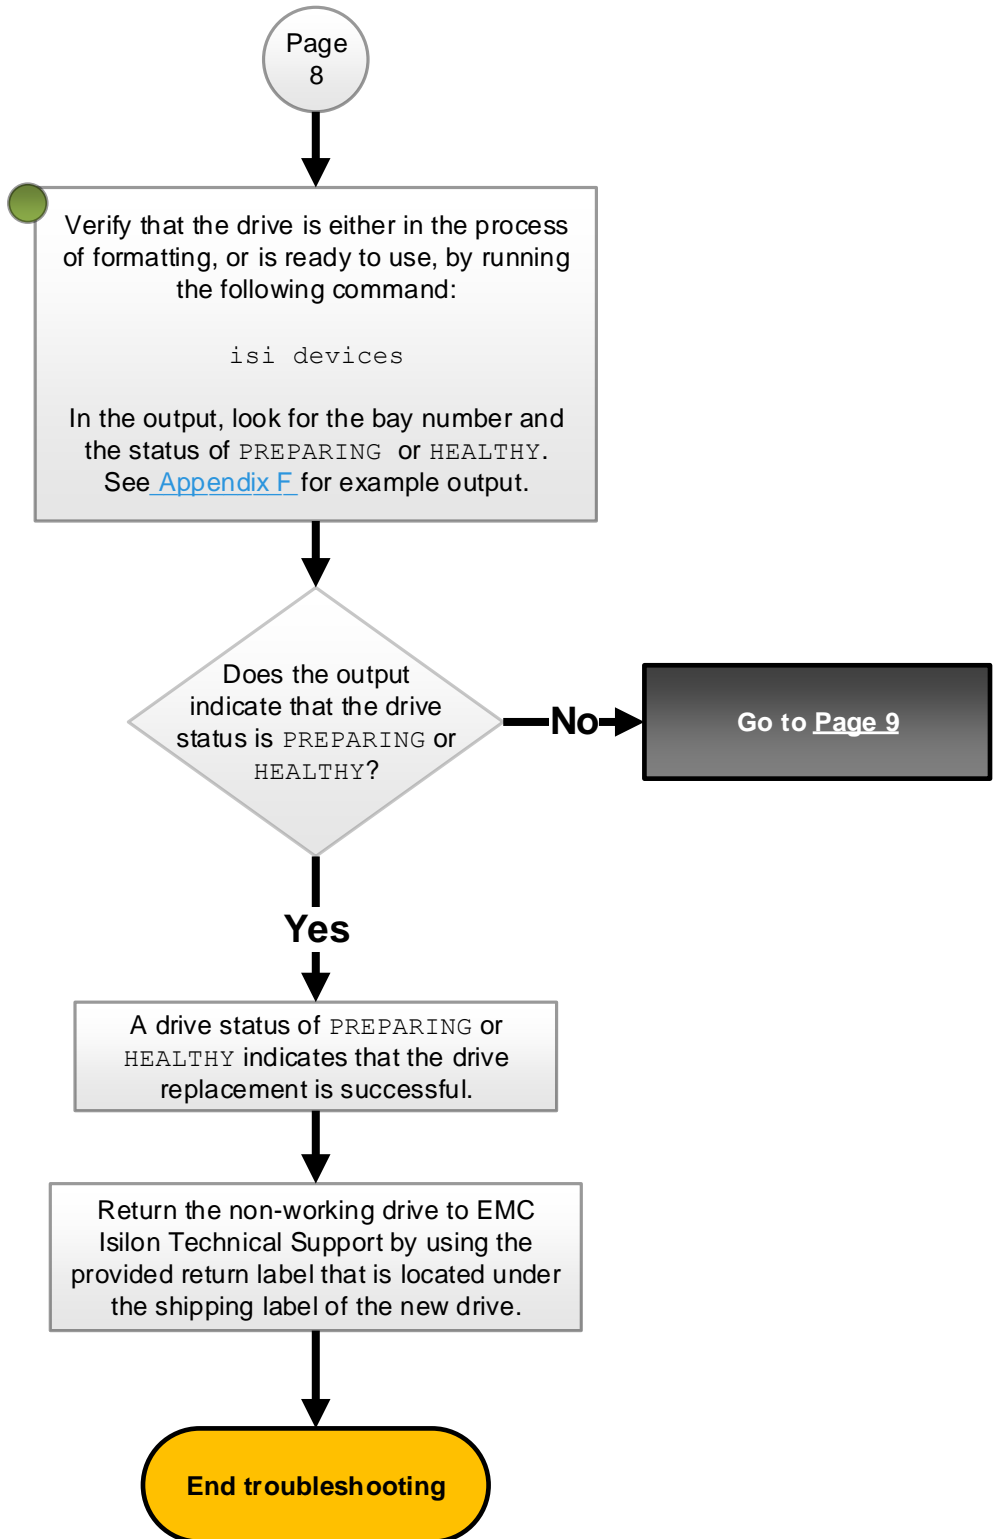 Page
8
Verify that the drive is either in the process
of formatting, or is ready to use, by running
the following command:
isi devices
In the output, look for the bay number and
the status of PREPARING or HEALTHY.
See Appendix F for example output.
Does the output
indicate that the drive
status is PREPARING or
HEALTHY?
No
Go to Page 9
Yes
A drive status of PREPARING or
HEALTHY indicates that the drive
replacement is successful.
Return the non-working drive to EMC
Isilon Technical Support by using the
provided return label that is located under
the shipping label of the new drive.
End troubleshooting